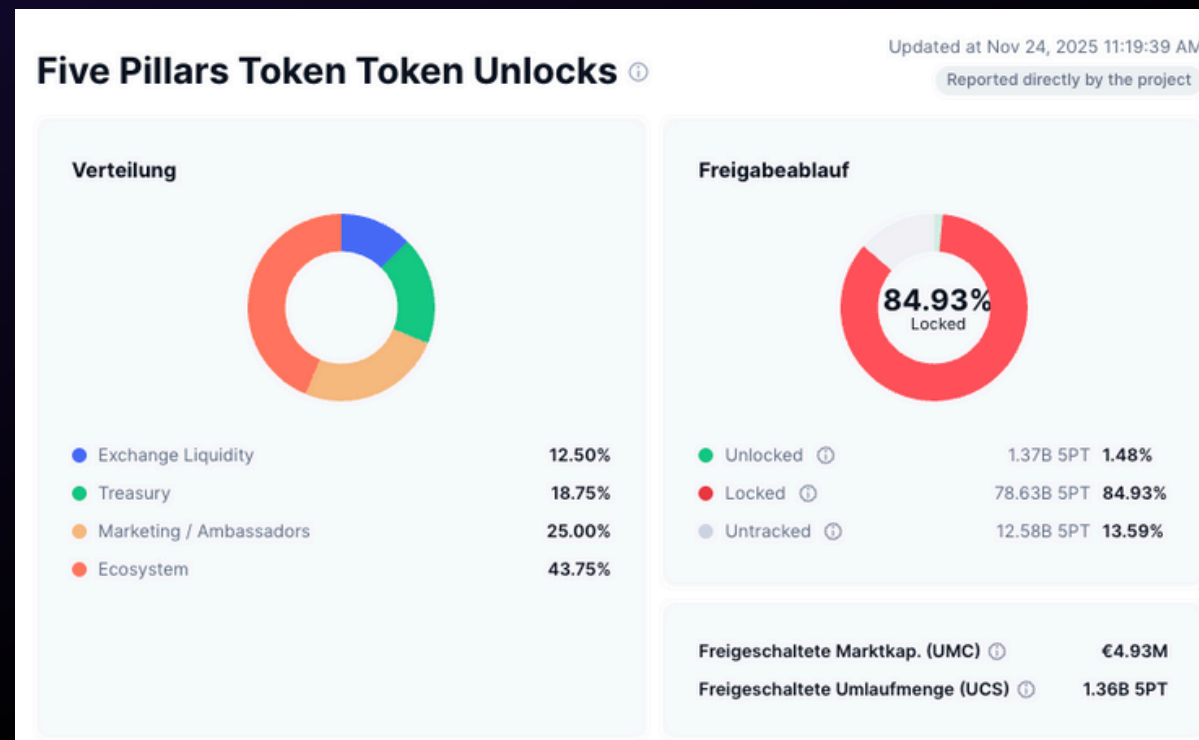 Updated at Nov 24, 2025 11:19:39 AM
Five Pillars Token Token Unlocks
Reported directly by the project
Verteilung
Exchange Liquidity 12.50%
Treasury 18.75%
Marketing / Ambassadors 25.00%
Ecosystem 43.75%
Freigabeablauf
84.93%
Locked
Unlocked 1.37B 5PT 1.48%
Locked 78.63B 5PT 84.93%
Untracked 12.58B 5PT 13.59%
Freigeschaltete Marktkap. (UMC) €4.93M
Freigeschaltete Umlaufmenge (UCS) 1.36B 5PT